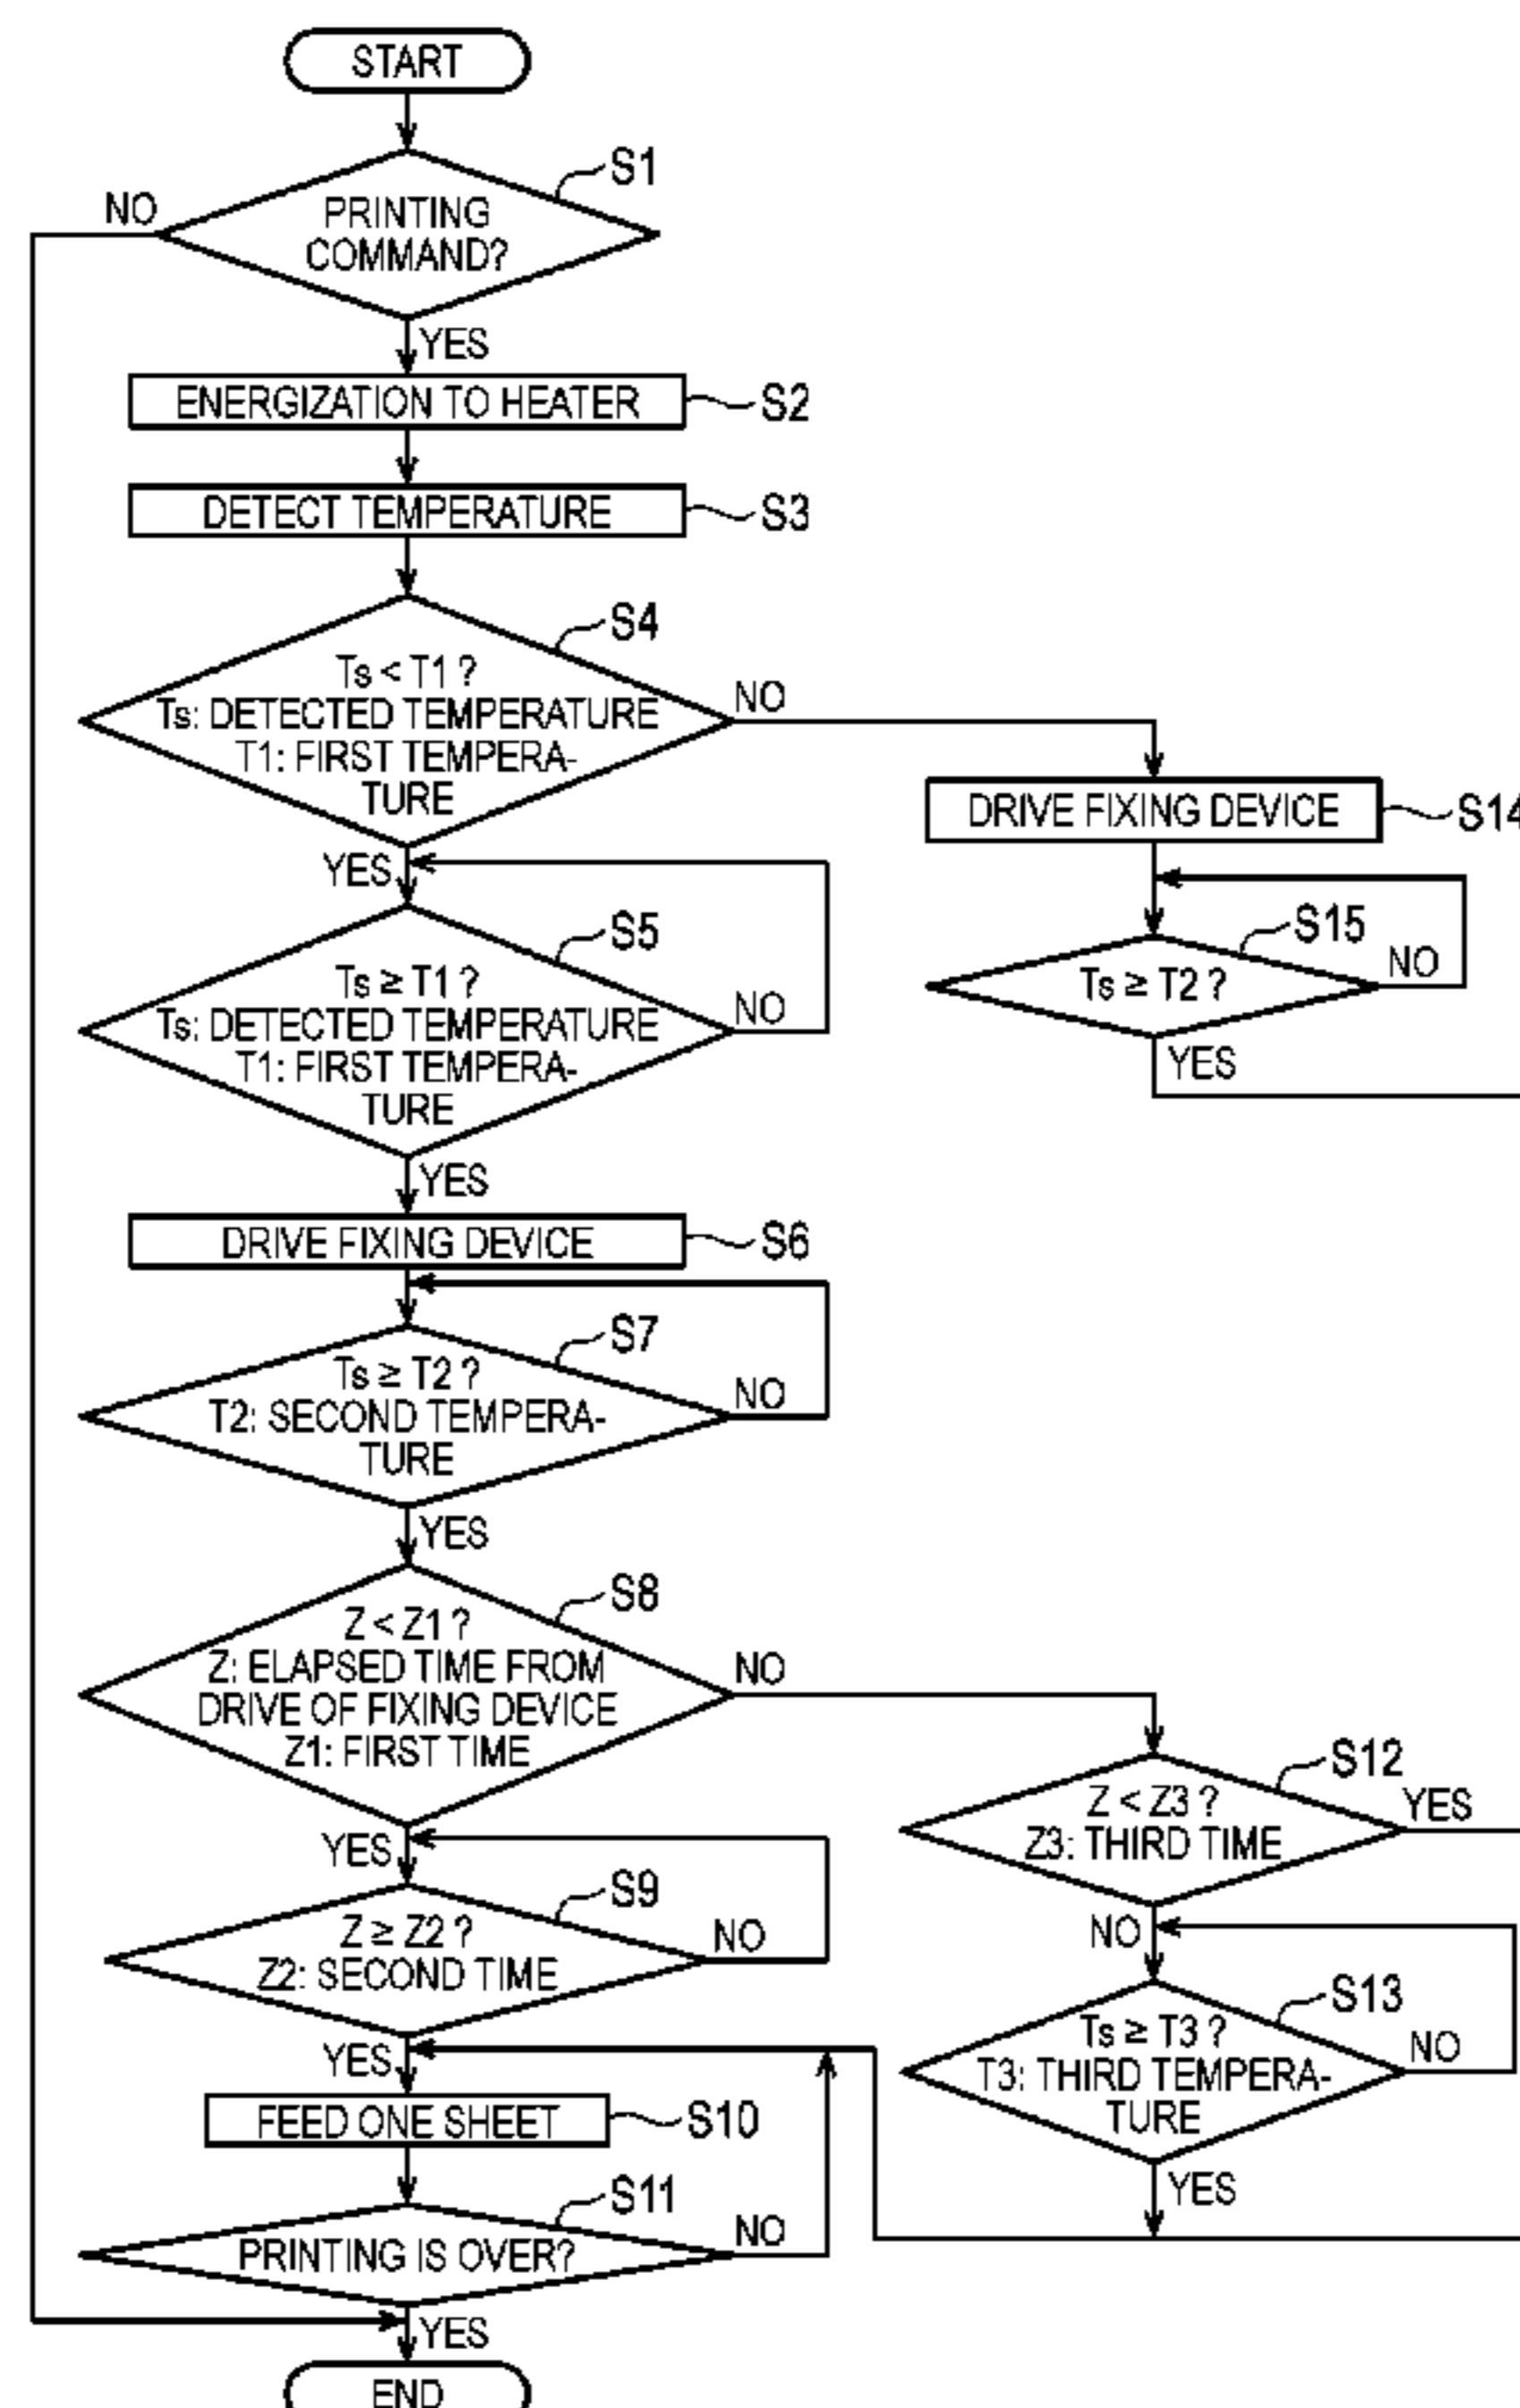 START
S1
NO
PRINTING
COMMAND?
YES
ENERGIZATION TO HEATER
S2
DETECT TEMPERATURE
S3
S4
Ts < T1 ?
Ts: DETECTED TEMPERATURE
T1: FIRST TEMPERA-
TURE
NO
YES
DRIVE FIXING DEVICE
S14
S5
Ts ≥ T1 ?
Ts: DETECTED TEMPERATURE
T1: FIRST TEMPERA-
TURE
NO
YES
S15
Ts ≥ T2 ?
NO
YES
DRIVE FIXING DEVICE
S6
S7
Ts ≥ T2 ?
T2: SECOND TEMPERA-
TURE
NO
YES
S8
Z < Z1 ?
Z: ELAPSED TIME FROM
DRIVE OF FIXING DEVICE
Z1: FIRST TIME
NO
YES
S12
Z < Z3 ?
Z3: THIRD TIME
YES
NO
S9
Z ≥ Z2 ?
Z2: SECOND TIME
NO
YES
S13
Ts ≥ T3 ?
T3: THIRD TEMPERA-
TURE
NO
YES
FEED ONE SHEET
S10
S11
PRINTING IS OVER?
NO
YES
END